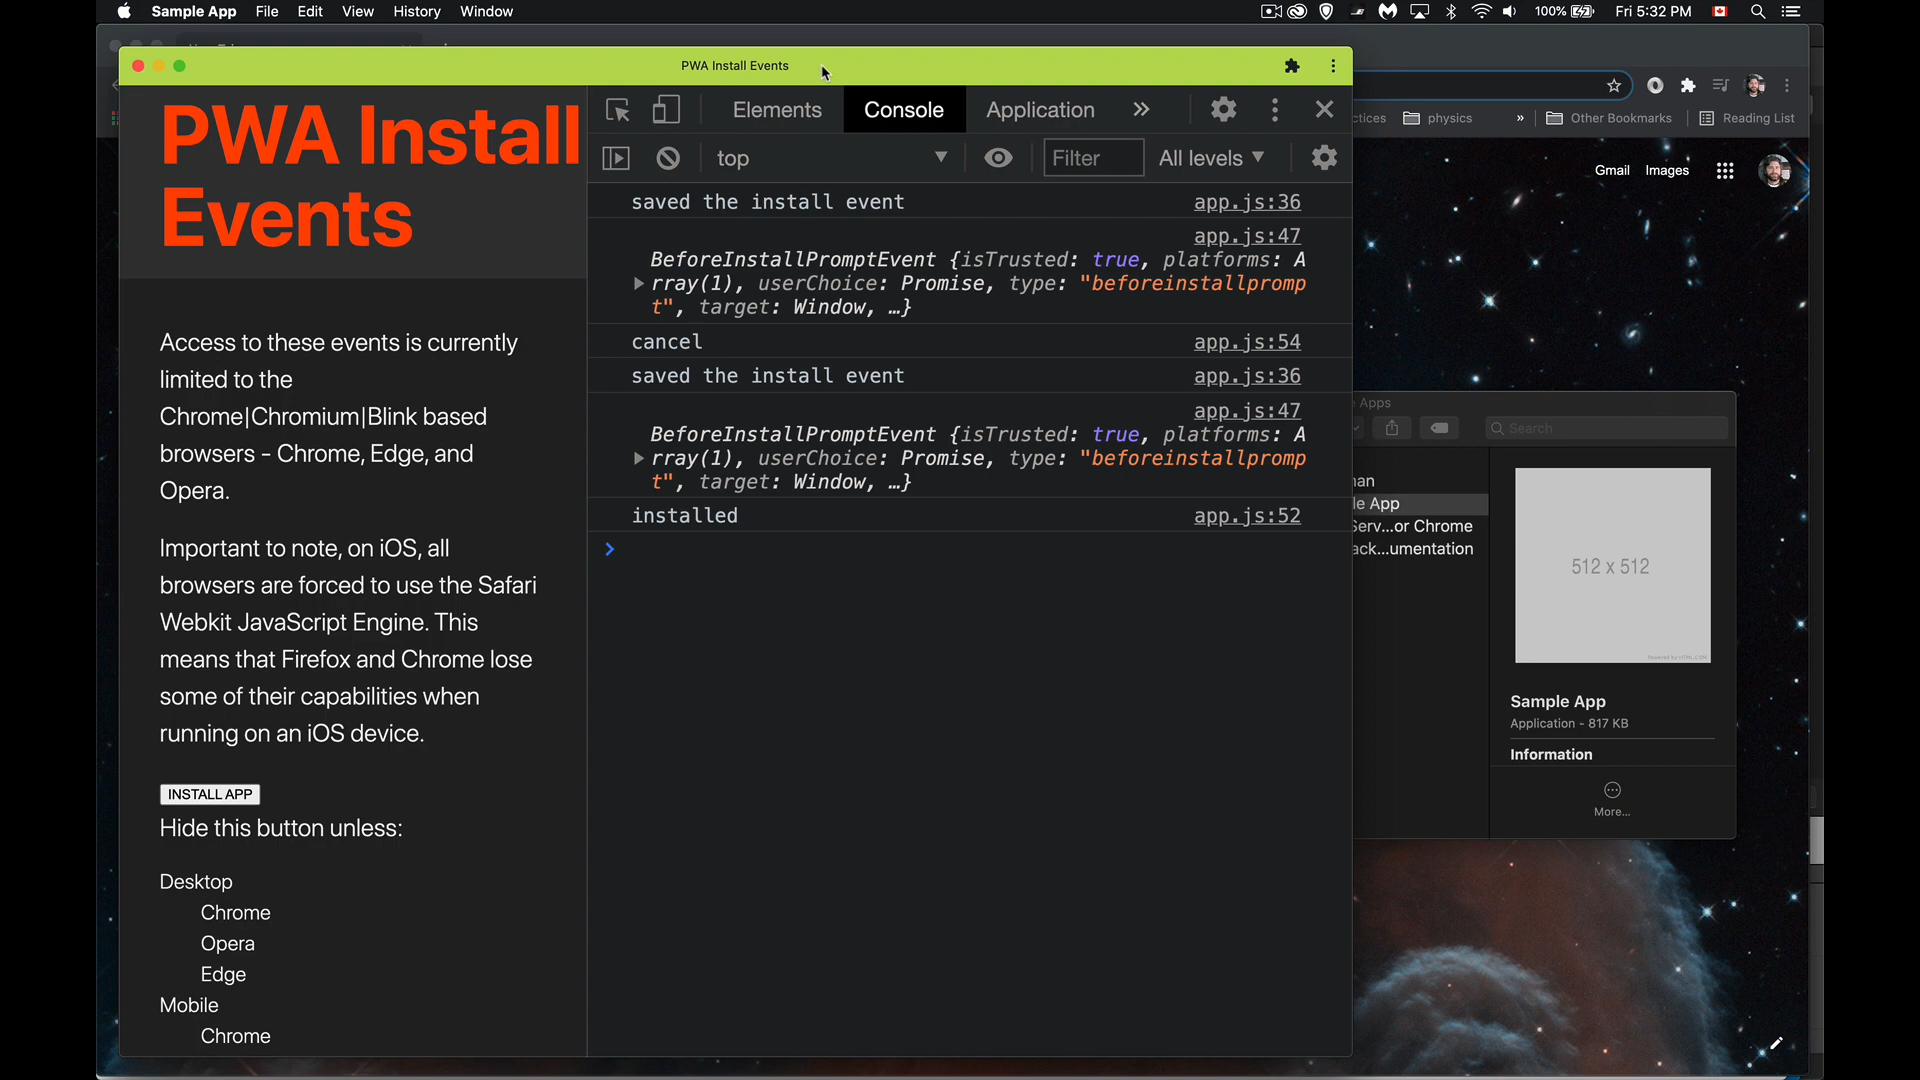 Sample App File Edit View History Window
100% Fri 5:32 PM
PWA Install Events
PWA Install
Events
Access to these events is currently
limited to the
Chrome|Chromium|Blink based
browsers - Chrome, Edge, and
Opera.
Important to note, on iOS, all
browsers are forced to use the Safari
Webkit JavaScript Engine. This
means that Firefox and Chrome lose
some of their capabilities when
running on an iOS device.
INSTALL APP
Hide this button unless:
Desktop
Chrome
Opera
Edge
Mobile
Chrome
Elements Console Application »
top Filter All levels
saved the install event app.js:36
app.js:47
BeforeInstallPromptEvent {isTrusted: true, platforms: A
rray(1), userChoice: Promise, type: "beforeinstallpromp
t", target: Window, …}
cancel app.js:54
saved the install event app.js:36
app.js:47
BeforeInstallPromptEvent {isTrusted: true, platforms: A
rray(1), userChoice: Promise, type: "beforeinstallpromp
t", target: Window, …}
installed app.js:52
ctices physics » Other Bookmarks Reading List
Gmail Images
Apps
Search
nan
le App
Serv...or Chrome
ack...umentation
512 x 512
Sample App
Application - 817 KB
Information
More...